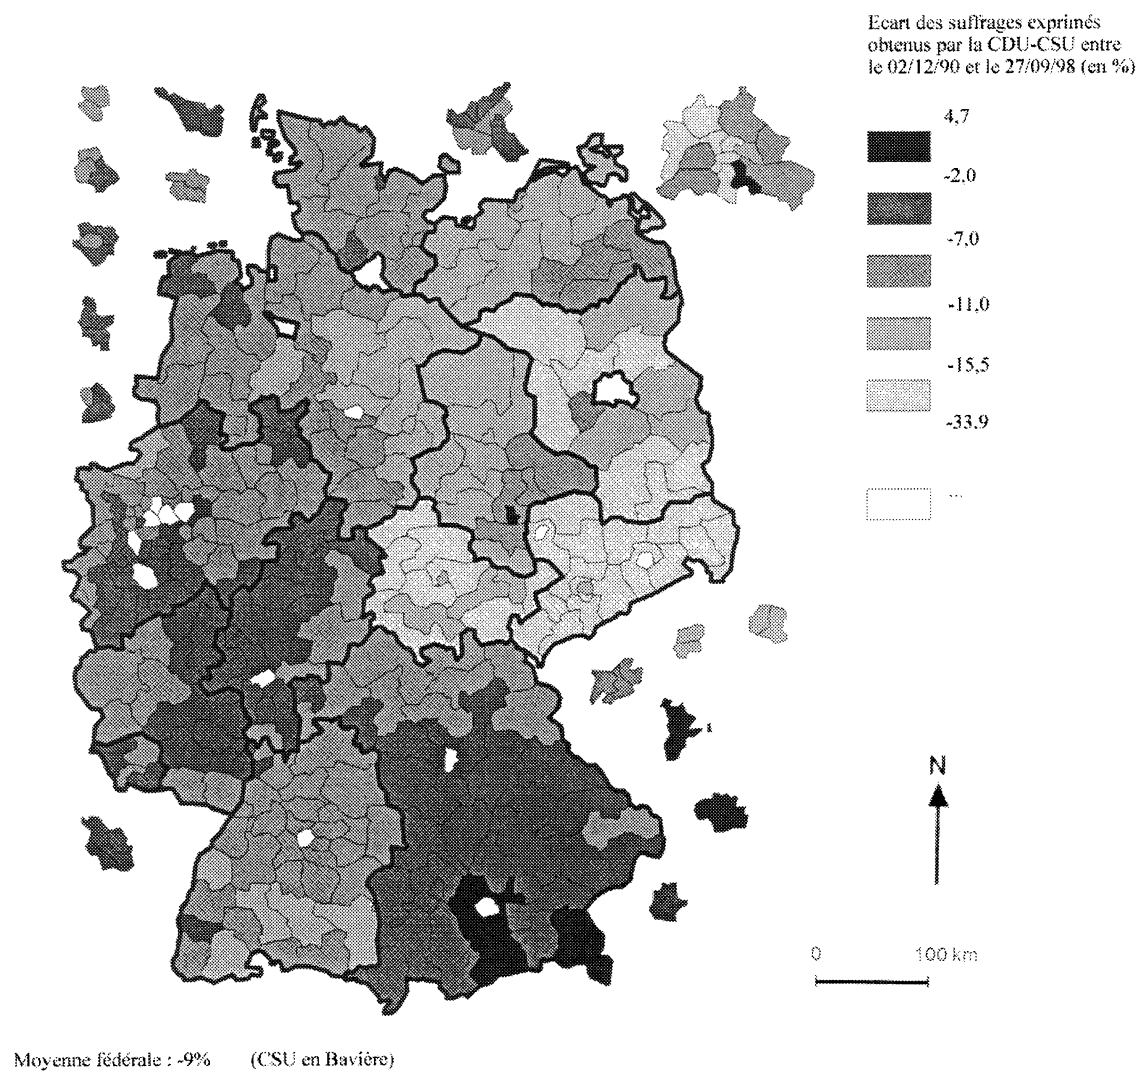 Ecart des suffrages exprimés
obtenus par la CDU-CSU entre
le 02/12/90 et le 27/09/98 (en %)
4,7
-2,0
-7,0
-11,0
-15,5
-33.9
...
N
0 100 km
Moyenne fédérale : -9% (CSU en Bavière)